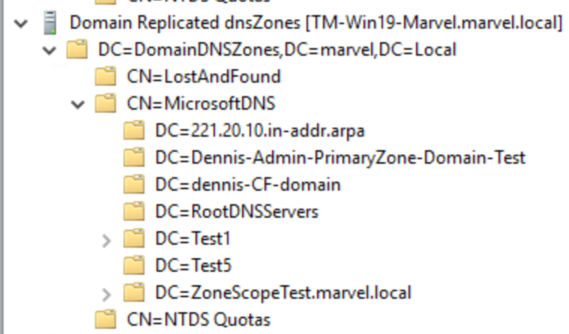 Domain Replicated dnsZones [TM-Win19-Marvel.marvel.local]
DC=DomainDNSZones,DC=marvel,DC=Local
CN=LostAndFound
CN=MicrosoftDNS
DC=221.20.10.in-addr.arpa
DC=Dennis-Admin-PrimaryZone-Domain-Test
DC=dennis-CF-domain
DC=RootDNSServers
DC=Test1
DC=Test5
DC=ZoneScopeTest.marvel.local
CN=NTDS Quotas